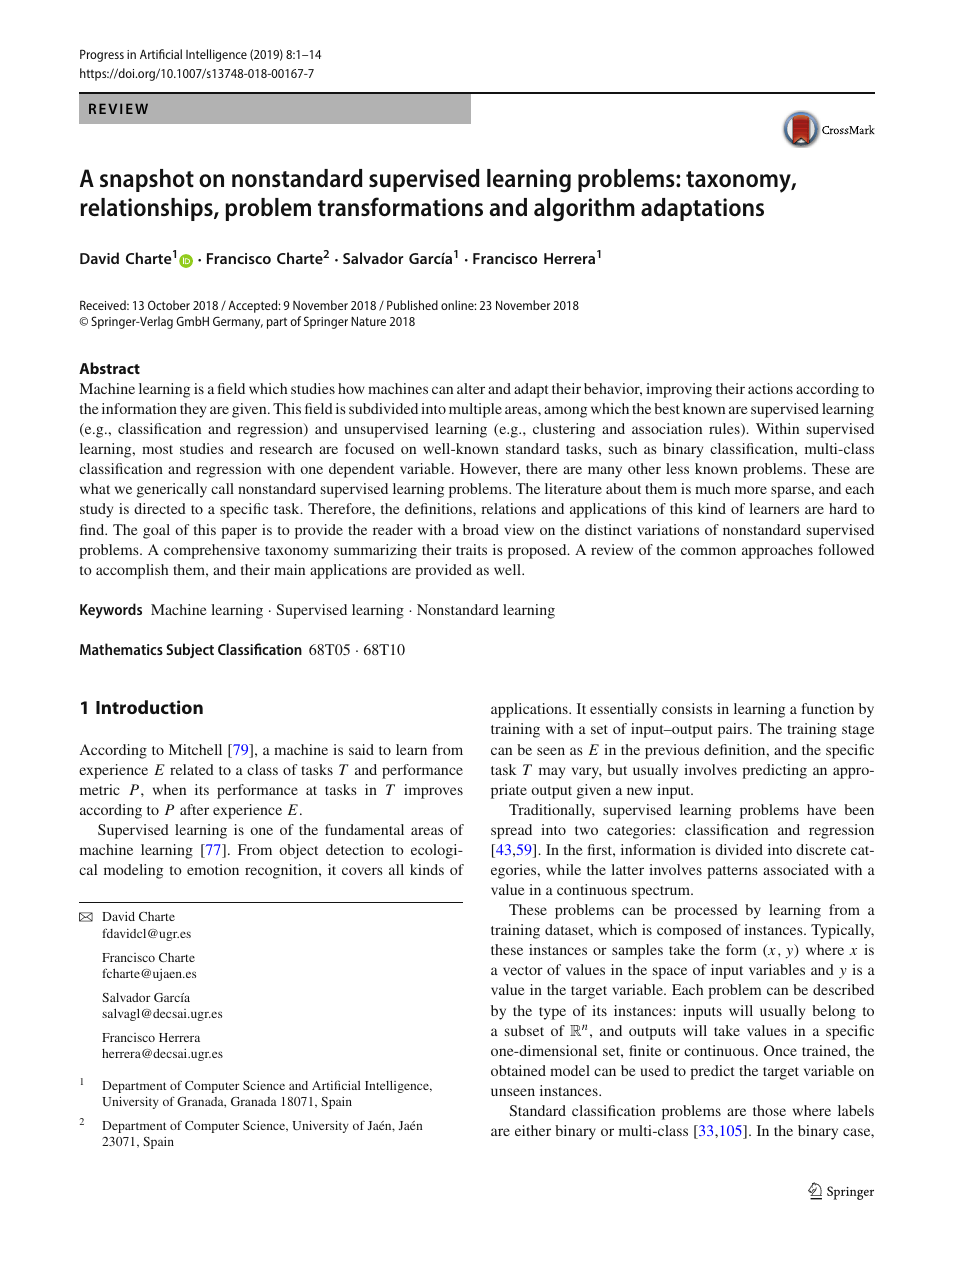 Progress in Artificial Intelligence (2019) 8:1–14
https://doi.org/10.1007/s13748-018-00167-7
REVIEW
CrossMark
A snapshot on nonstandard supervised learning problems: taxonomy,
relationships, problem transformations and algorithm adaptations
David Charte1 iD · Francisco Charte2 · Salvador García1 · Francisco Herrera1
Received: 13 October 2018 / Accepted: 9 November 2018 / Published online: 23 November 2018
© Springer-Verlag GmbH Germany, part of Springer Nature 2018
Abstract
Machine learning is a field which studies how machines can alter and adapt their behavior, improving their actions according to
the information they are given. This field is subdivided into multiple areas, among which the best known are supervised learning
(e.g., classification and regression) and unsupervised learning (e.g., clustering and association rules). Within supervised
learning, most studies and research are focused on well-known standard tasks, such as binary classification, multi-class
classification and regression with one dependent variable. However, there are many other less known problems. These are
what we generically call nonstandard supervised learning problems. The literature about them is much more sparse, and each
study is directed to a specific task. Therefore, the definitions, relations and applications of this kind of learners are hard to
find. The goal of this paper is to provide the reader with a broad view on the distinct variations of nonstandard supervised
problems. A comprehensive taxonomy summarizing their traits is proposed. A review of the common approaches followed
to accomplish them, and their main applications are provided as well.
Keywords Machine learning · Supervised learning · Nonstandard learning
Mathematics Subject Classification 68T05 · 68T10
1 Introduction
According to Mitchell [79], a machine is said to learn from
experience E related to a class of tasks T and performance
metric P, when its performance at tasks in T improves
according to P after experience E.
Supervised learning is one of the fundamental areas of
machine learning [77]. From object detection to ecologi-
cal modeling to emotion recognition, it covers all kinds of
David Charte
fdavidcl@ugr.es
Francisco Charte
fcharte@ujaen.es
Salvador García
salvagl@decsai.ugr.es
Francisco Herrera
herrera@decsai.ugr.es
1 Department of Computer Science and Artificial Intelligence,
University of Granada, Granada 18071, Spain
2 Department of Computer Science, University of Jaén, Jaén
23071, Spain
applications. It essentially consists in learning a function by
training with a set of input–output pairs. The training stage
can be seen as E in the previous definition, and the specific
task T may vary, but usually involves predicting an appro-
priate output given a new input.
Traditionally, supervised learning problems have been
spread into two categories: classification and regression
[43,59]. In the first, information is divided into discrete cat-
egories, while the latter involves patterns associated with a
value in a continuous spectrum.
These problems can be processed by learning from a
training dataset, which is composed of instances. Typically,
these instances or samples take the form (x, y) where x is
a vector of values in the space of input variables and y is a
value in the target variable. Each problem can be described
by the type of its instances: inputs will usually belong to
a subset of ℝⁿ, and outputs will take values in a specific
one-dimensional set, finite or continuous. Once trained, the
obtained model can be used to predict the target variable on
unseen instances.
Standard classification problems are those where labels
are either binary or multi-class [33,105]. In the binary case,
Springer